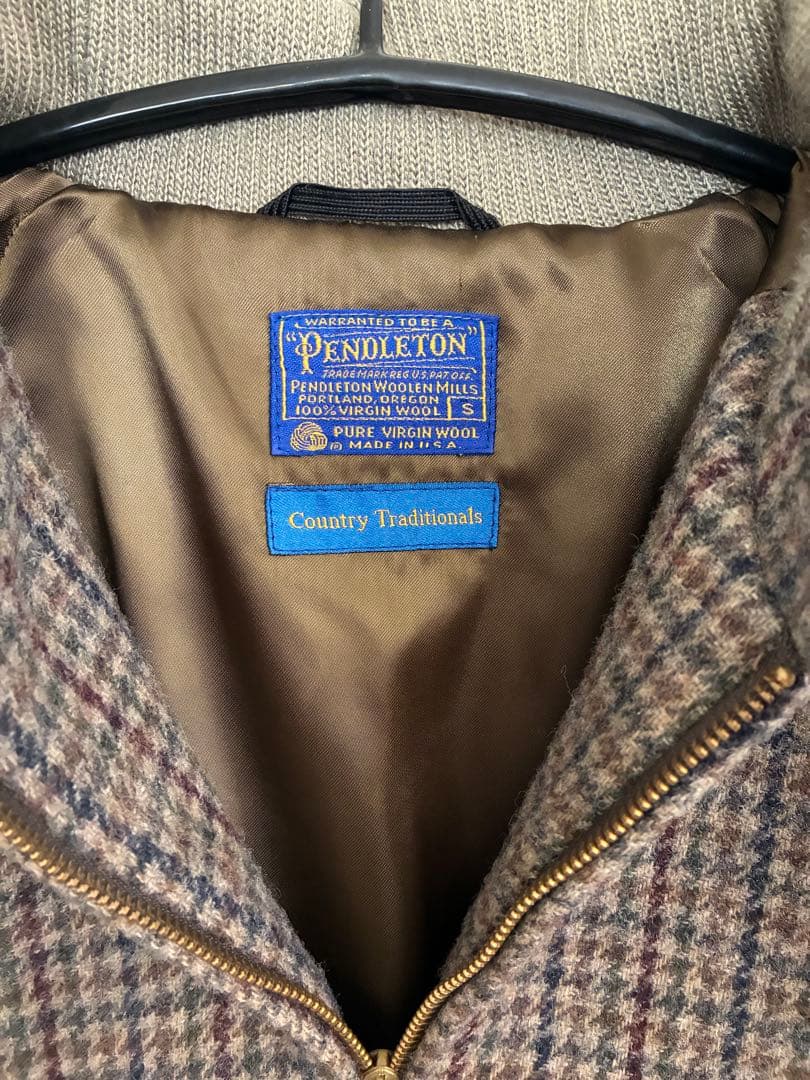 WARRANTED TO BE A
"PENDLETON"
TRADE MARK REG U.S. PAT OFF.
PENDLETON WOOLEN MILLS
PORTLAND, OREGON
100% VIRGIN WOOL S
® PURE VIRGIN WOOL
MADE IN U.S.A.
Country Traditionals